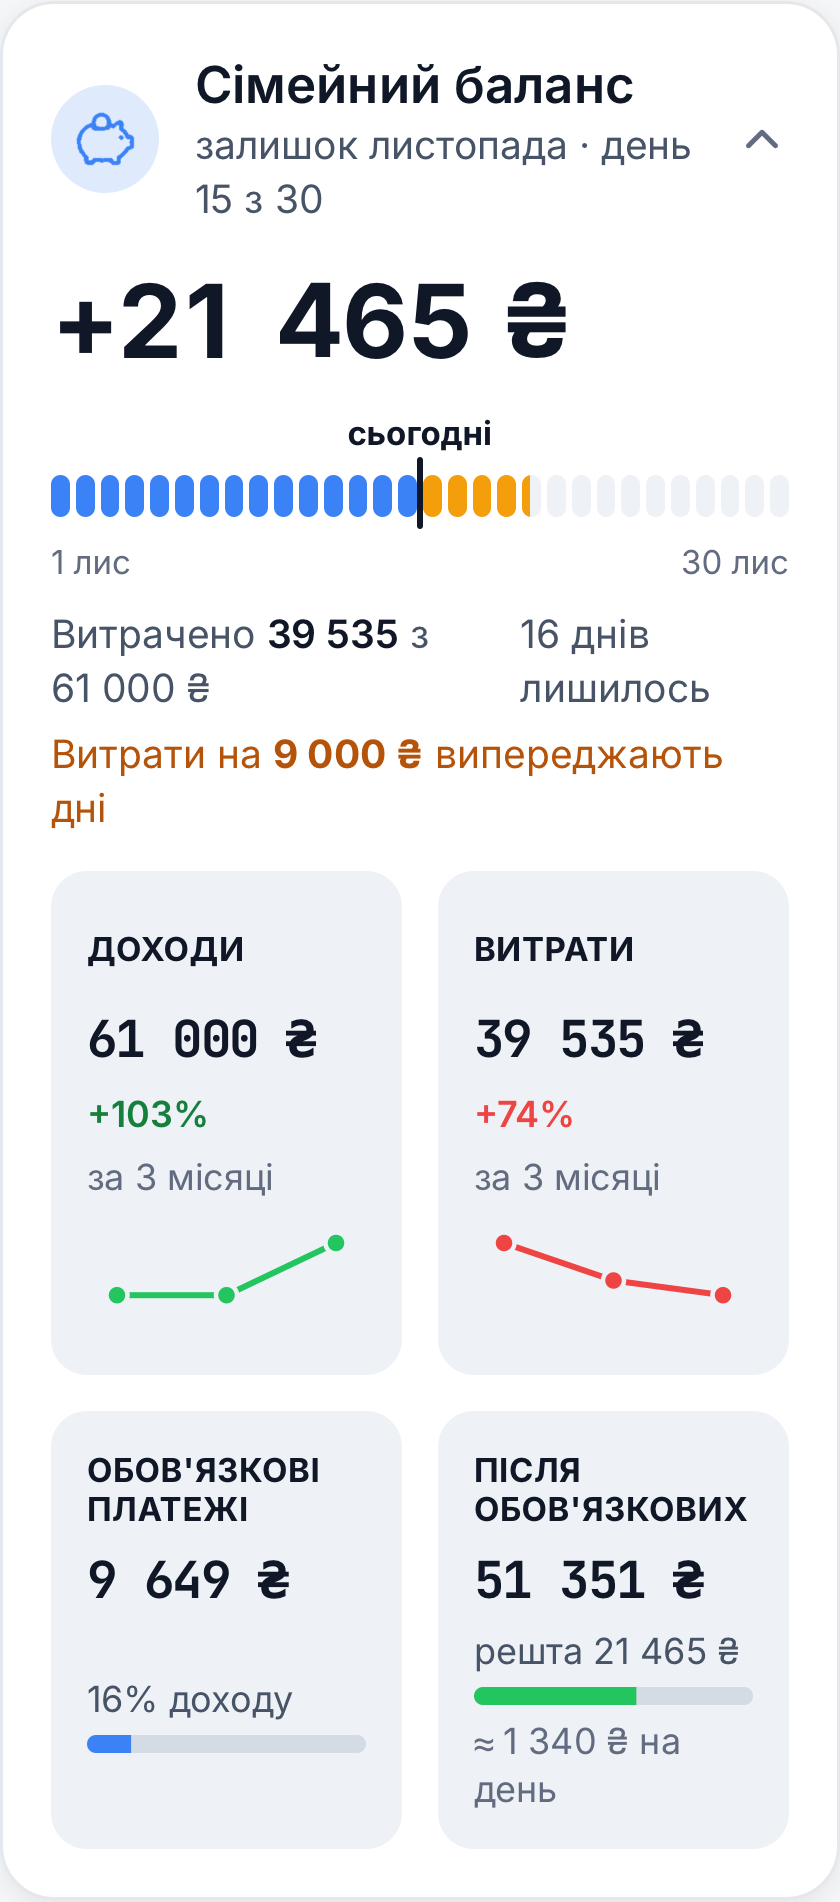 Сімейний баланс
залишок листопада · день
15 з 30
+21 465 ₴
сьогодні
1 лис
30 лис
Витрачено 39 535 з
61 000 ₴
16 днів
лишилось
Витрати на 9 000 ₴ випереджають
дні
ДОХОДИ
61 000 ₴
+103%
за 3 місяці
ВИТРАТИ
39 535 ₴
+74%
за 3 місяці
ОБОВ'ЯЗКОВІ
ПЛАТЕЖІ
9 649 ₴
16% доходу
ПІСЛЯ
ОБОВ'ЯЗКОВИХ
51 351 ₴
решта 21 465 ₴
≈ 1 340 ₴ на
день